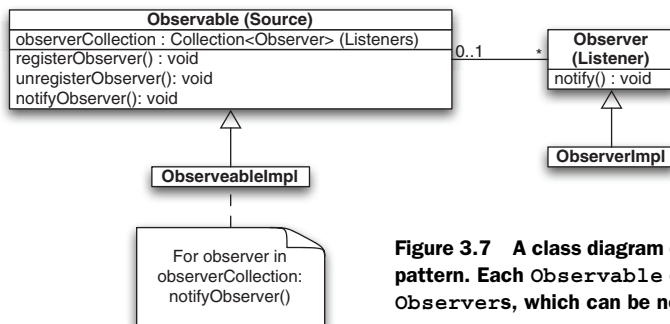 Observable (Source)
observerCollection : Collection<Observer> (Listeners)
registerObserver() : void
unregisterObserver(): void
notifyObserver(): void
0..1
*
Observer
(Listener)
notify() : void
ObserveableImpl
ObserverImpl
For observer in
observerCollection:
notifyObserver()
Figure 3.7 A class diagram
pattern. Each Observable
Observers, which can be